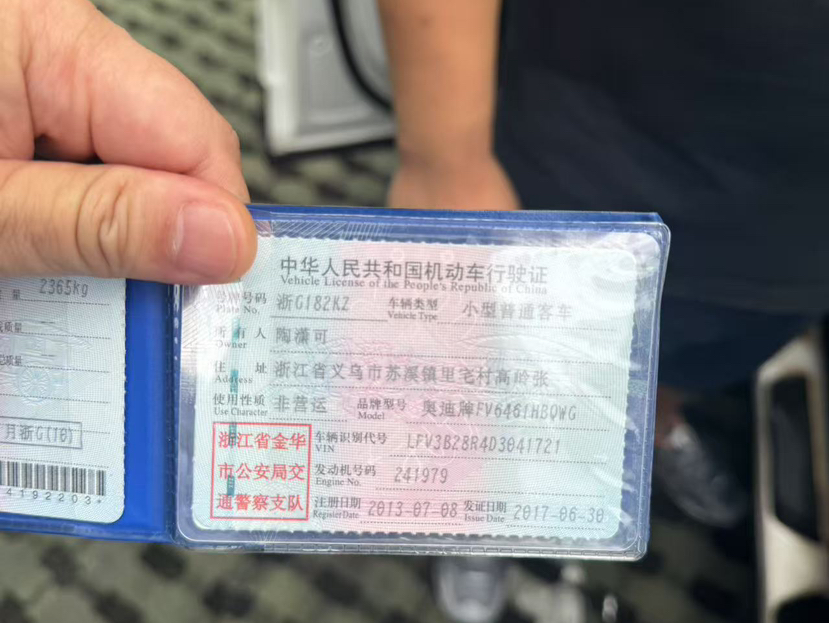 2365kg
月浙G(TB)
4192203*
中华人民共和国机动车行驶证
Vehicle License of the People's Republic of China
号牌号码 浙G182KZ 车辆类型 小型普通客车
Plate No. Vehicle Type
所有人 陶潇可
Owner
住址 浙江省义乌市苏溪镇里宅村高岭张
Address
使用性质 非营运 品牌型号 奥迪牌FV6461HBQWG
Use Character Model
浙江省金华
市公安局交
通警察支队
车辆识别代号 LFV3B28R4D3041721
VIN
发动机号码 241979
Engine No.
注册日期 2013-07-08 发证日期 2017-06-30
Register Date Issue Date